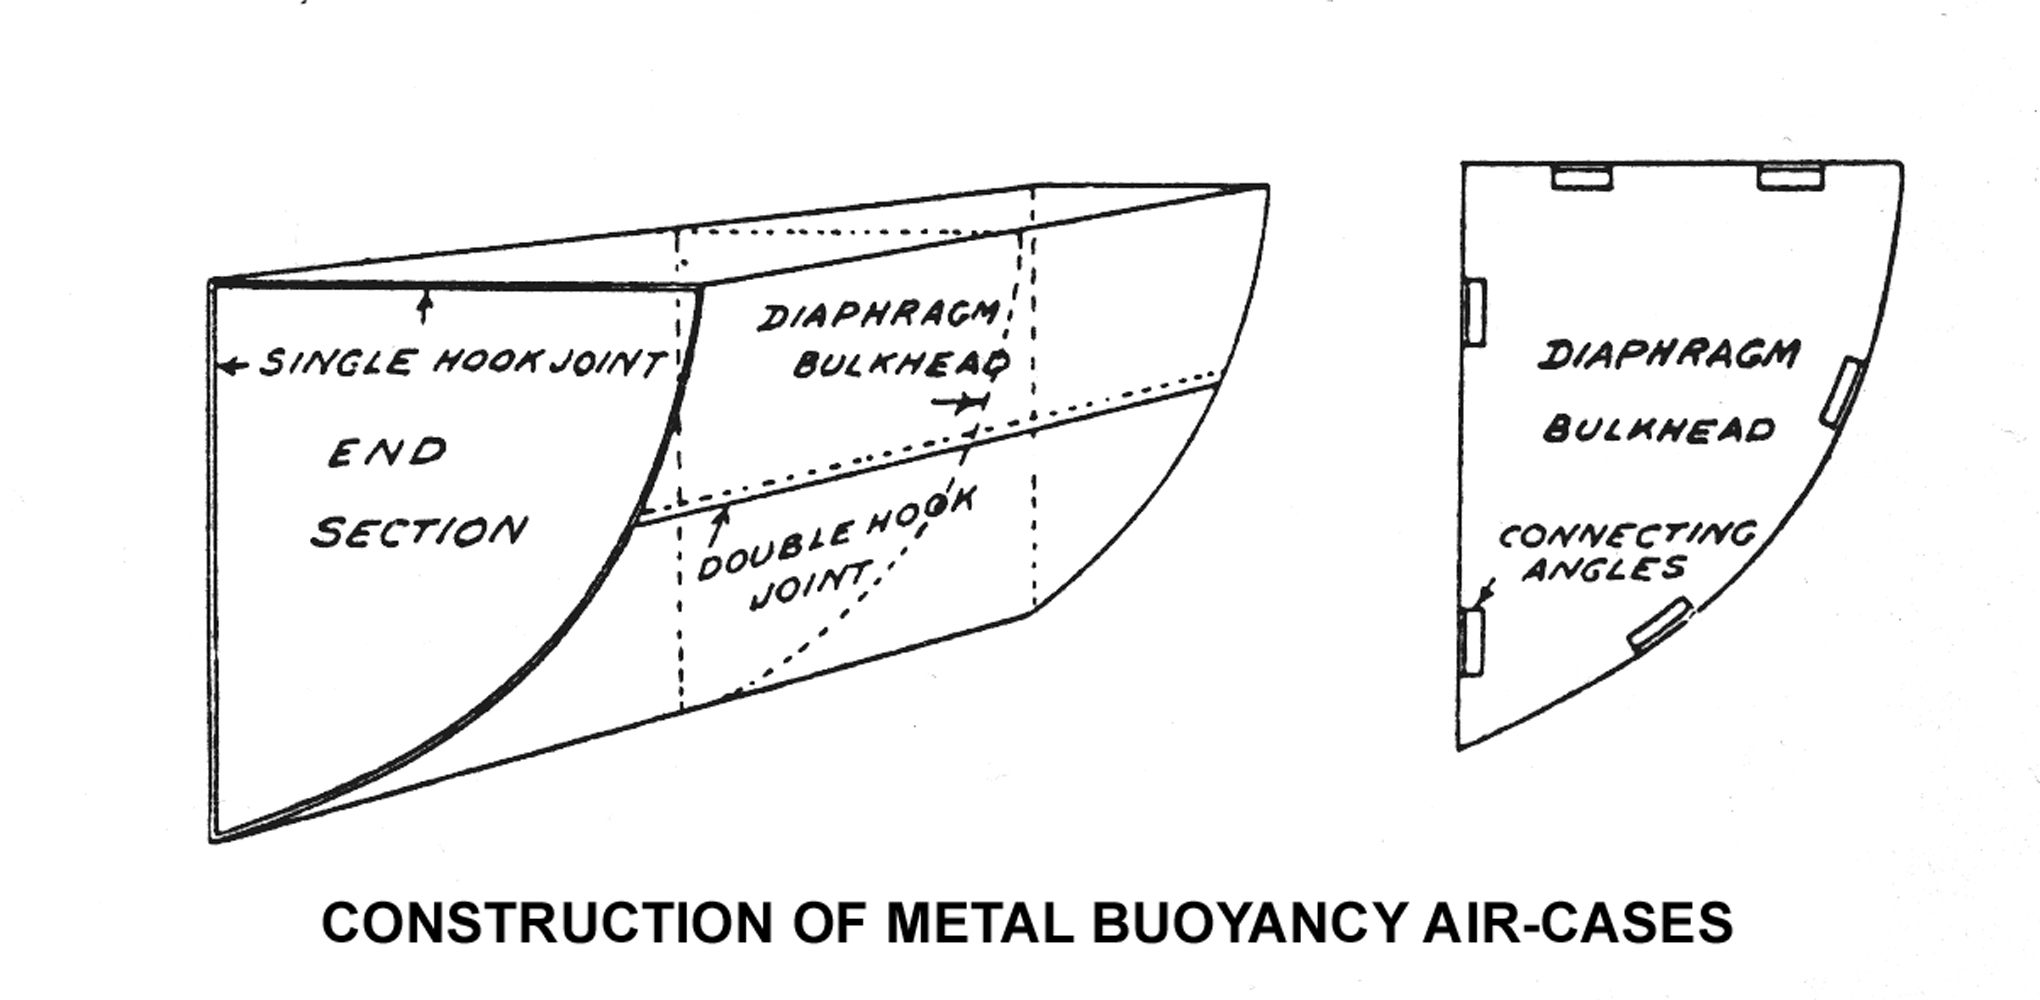 SINGLE HOOK JOINT
END
SECTION
DIAPHRAGM
BULKHEAD
DOUBLE HOOK
JOINT
DIAPHRAGM
BULKHEAD
CONNECTING
ANGLES
CONSTRUCTION OF METAL BUOYANCY AIR-CASES